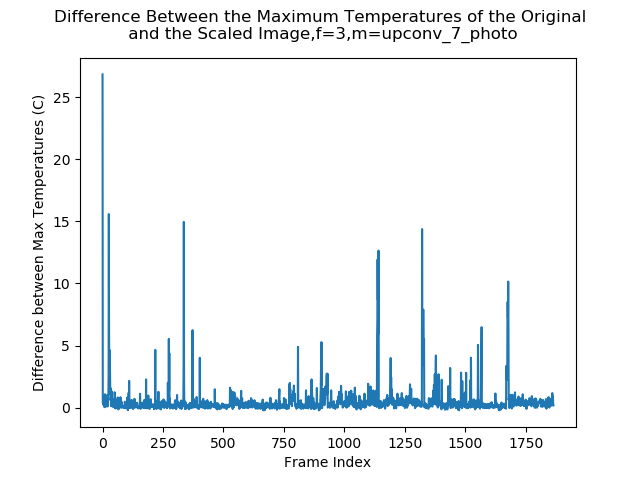 Difference Between the Maximum Temperatures of the Original
and the Scaled Image,f=3,m=upconv_7_photo
Difference between Max Temperatures (C)
25
20
15
10
5
0
0 250 500 750 1000 1250 1500 1750
Frame Index